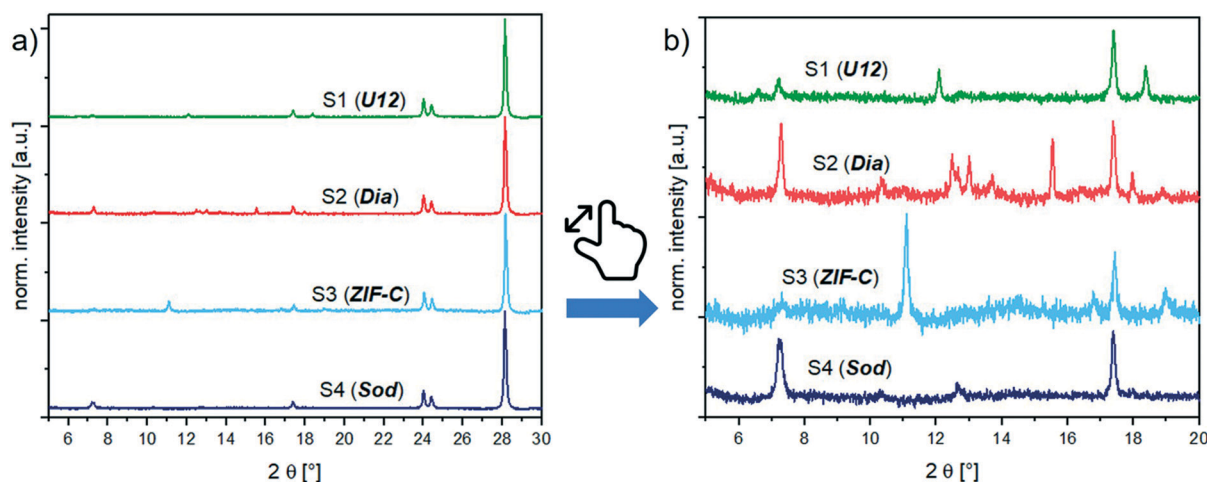 a)
norm. intensity [a.u.]
S1 (U12)
S2 (Dia)
S3 (ZIF-C)
S4 (Sod)
6 8 10 12 14 16 18 20 22 24 26 28 30
2 θ [°]
b)
norm. intensity [a.u.]
S1 (U12)
S2 (Dia)
S3 (ZIF-C)
S4 (Sod)
6 8 10 12 14 16 18 20
2 θ [°]